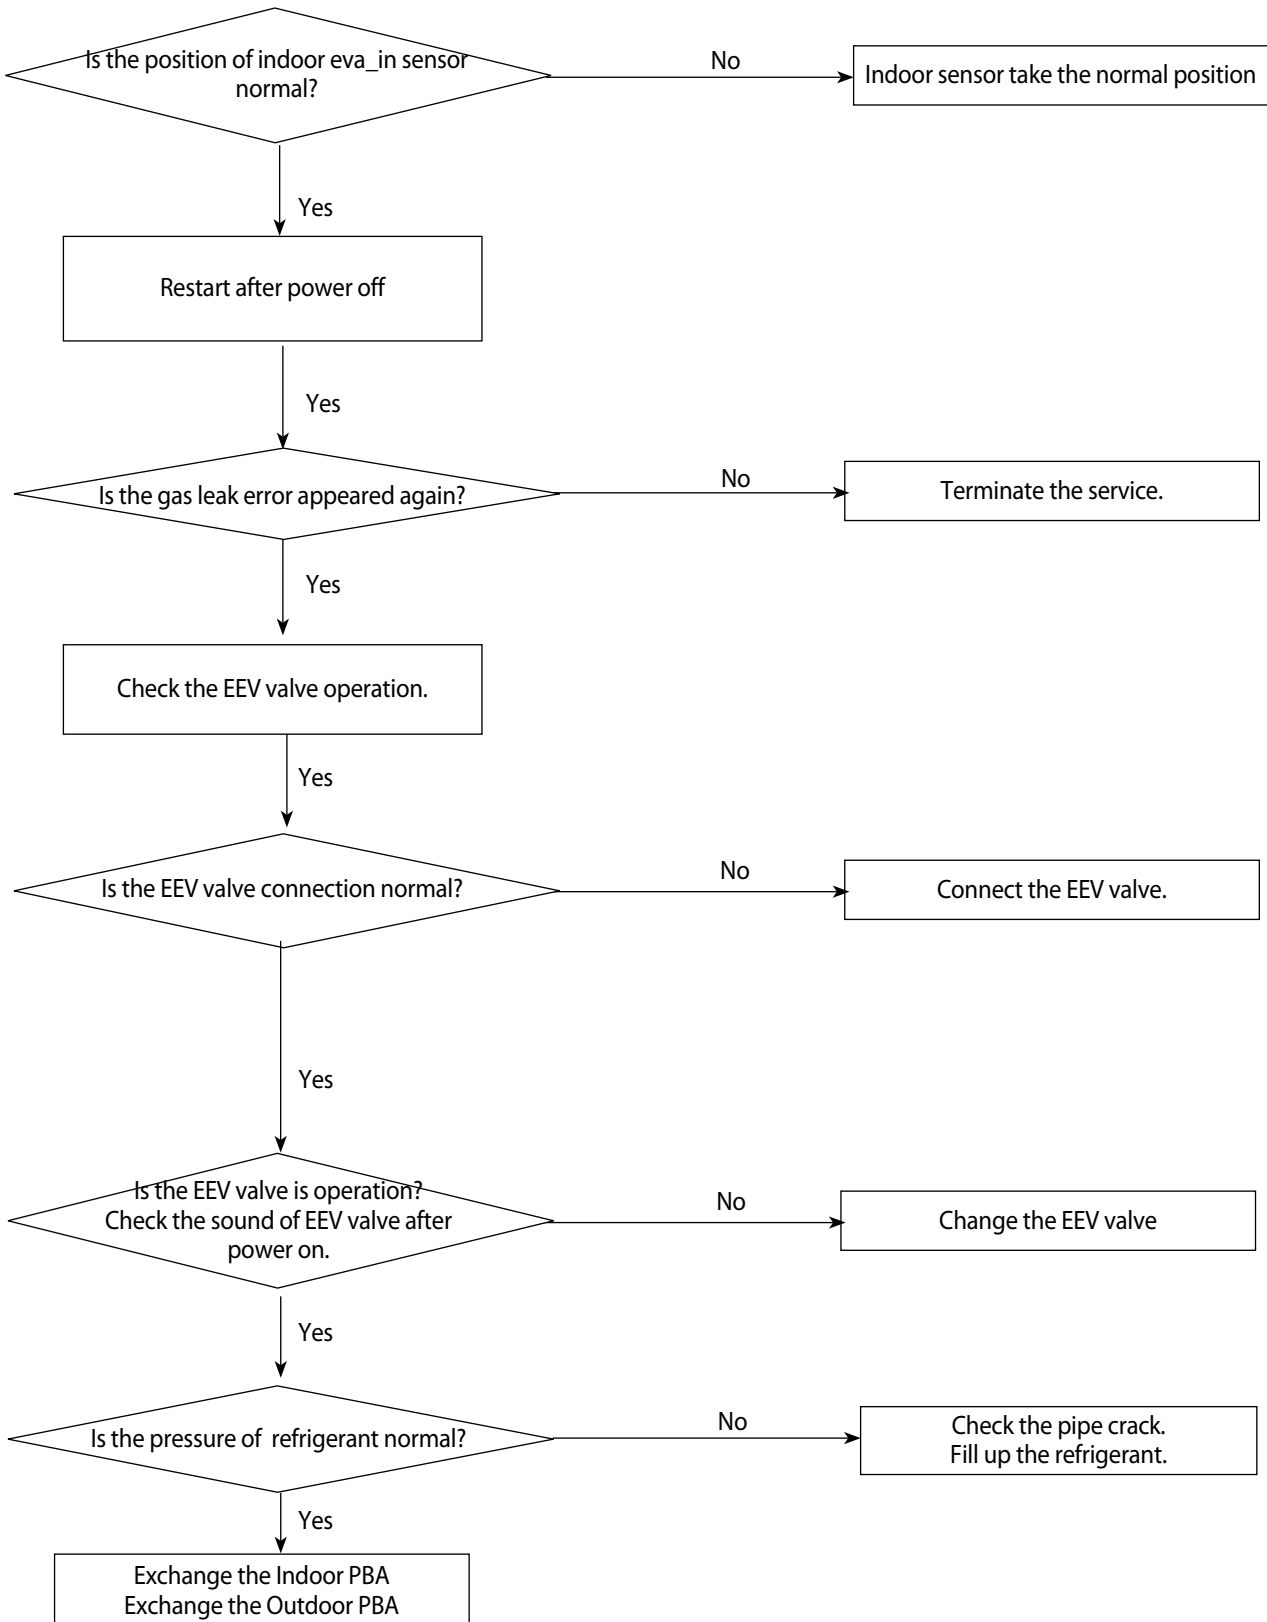 Is the position of indoor eva_in sensor
normal?
No
Indoor sensor take the normal position
Yes
Restart after power off
Yes
Is the gas leak error appeared again?
No
Terminate the service.
Yes
Check the EEV valve operation.
Yes
Is the EEV valve connection normal?
No
Connect the EEV valve.
Yes
Is the EEV valve is operation?
Check the sound of EEV valve after
power on.
No
Change the EEV valve
Yes
Is the pressure of  refrigerant normal?
No
Check the pipe crack.
Fill up the refrigerant.
Yes
Exchange the Indoor PBA
Exchange the Outdoor PBA